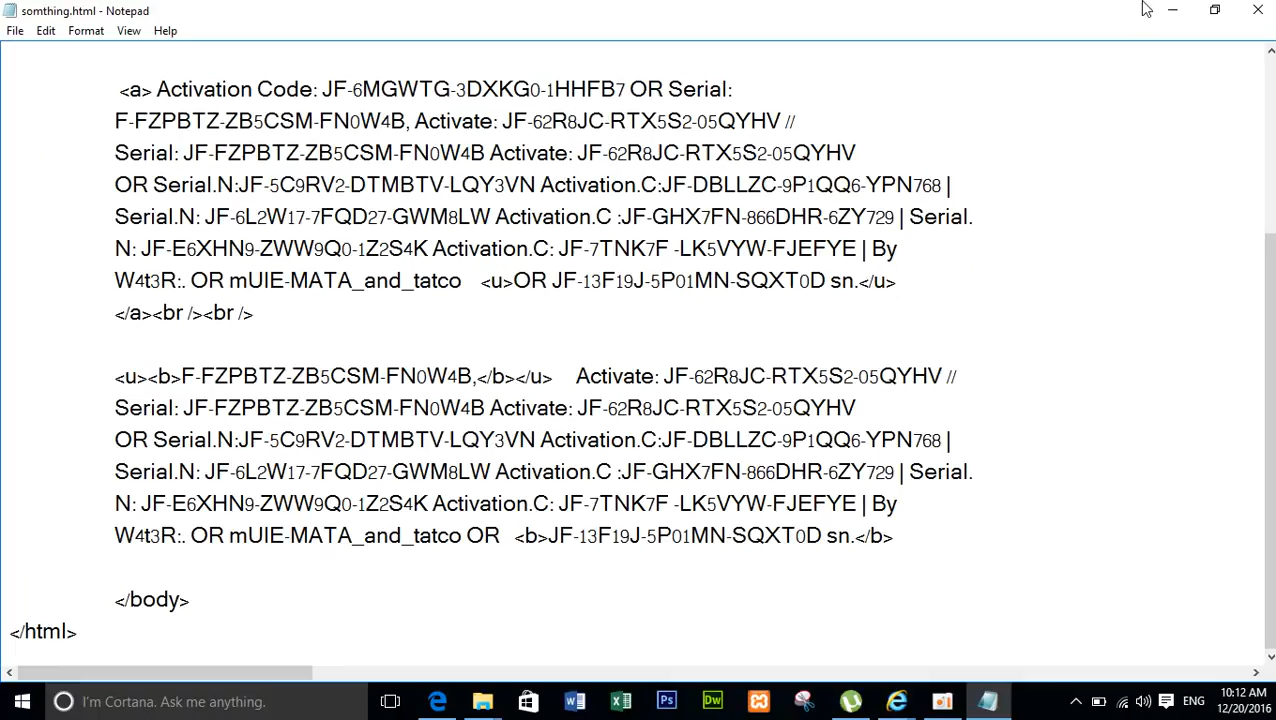 somthing.html - Notepad
File Edit Format View Help
<a> Activation Code: JF-6MGWTG-3DXKG0-1HHFB7 OR Serial:
F-FZPBTZ-ZB5CSM-FN0W4B, Activate: JF-62R8JC-RTX5S2-05QYHV //
Serial: JF-FZPBTZ-ZB5CSM-FN0W4B Activate: JF-62R8JC-RTX5S2-05QYHV
OR Serial.N:JF-5C9RV2-DTMBTV-LQY3VN Activation.C:JF-DBLLZC-9P1QQ6-YPN768 |
Serial.N: JF-6L2W17-7FQD27-GWM8LW Activation.C :JF-GHX7FN-866DHR-6ZY729 | Serial.
N: JF-E6XHN9-ZWW9Q0-1Z2S4K Activation.C: JF-7TNK7F -LK5VYW-FJEFYE | By
W4t3R:. OR mUIE-MATA_and_tatco <u>OR JF-13F19J-5P01MN-SQXT0D sn.</u>
</a><br /><br />
<u><b>F-FZPBTZ-ZB5CSM-FN0W4B,</b></u> Activate: JF-62R8JC-RTX5S2-05QYHV //
Serial: JF-FZPBTZ-ZB5CSM-FN0W4B Activate: JF-62R8JC-RTX5S2-05QYHV
OR Serial.N:JF-5C9RV2-DTMBTV-LQY3VN Activation.C:JF-DBLLZC-9P1QQ6-YPN768 |
Serial.N: JF-6L2W17-7FQD27-GWM8LW Activation.C :JF-GHX7FN-866DHR-6ZY729 | Serial.
N: JF-E6XHN9-ZWW9Q0-1Z2S4K Activation.C: JF-7TNK7F -LK5VYW-FJEFYE | By
W4t3R:. OR mUIE-MATA_and_tatco OR <b>JF-13F19J-5P01MN-SQXT0D sn.</b>
</body>
</html>
I'm Cortana. Ask me anything.
Ps Dw
ENG
10:12 AM
12/20/2016